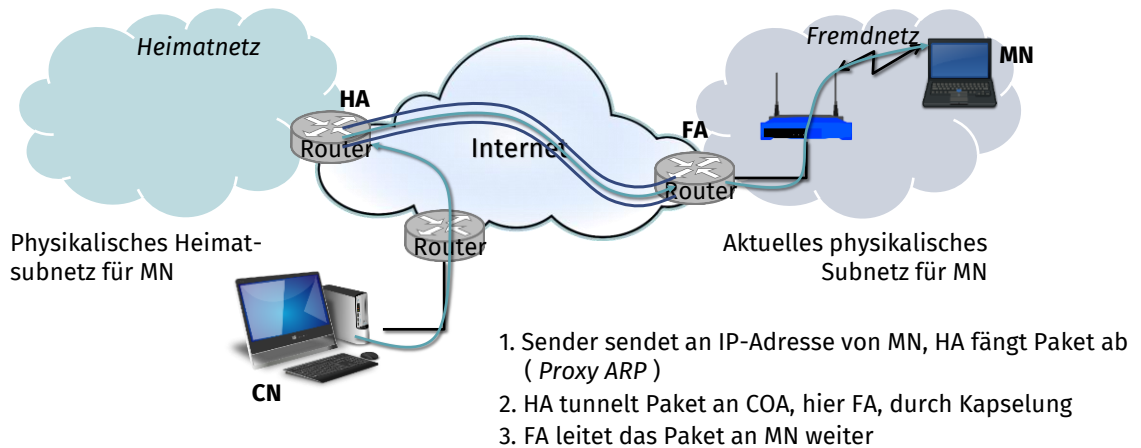 Heimatnetz
Fremdnetz
MN
HA
FA
Router
Internet
Router
Router
Physikalisches Heimat-
subnetz für MN
Aktuelles physikalisches
Subnetz für MN
CN
1. Sender sendet an IP-Adresse von MN, HA fängt Paket ab
( Proxy ARP )
2. HA tunnelt Paket an COA, hier FA, durch Kapselung
3. FA leitet das Paket an MN weiter